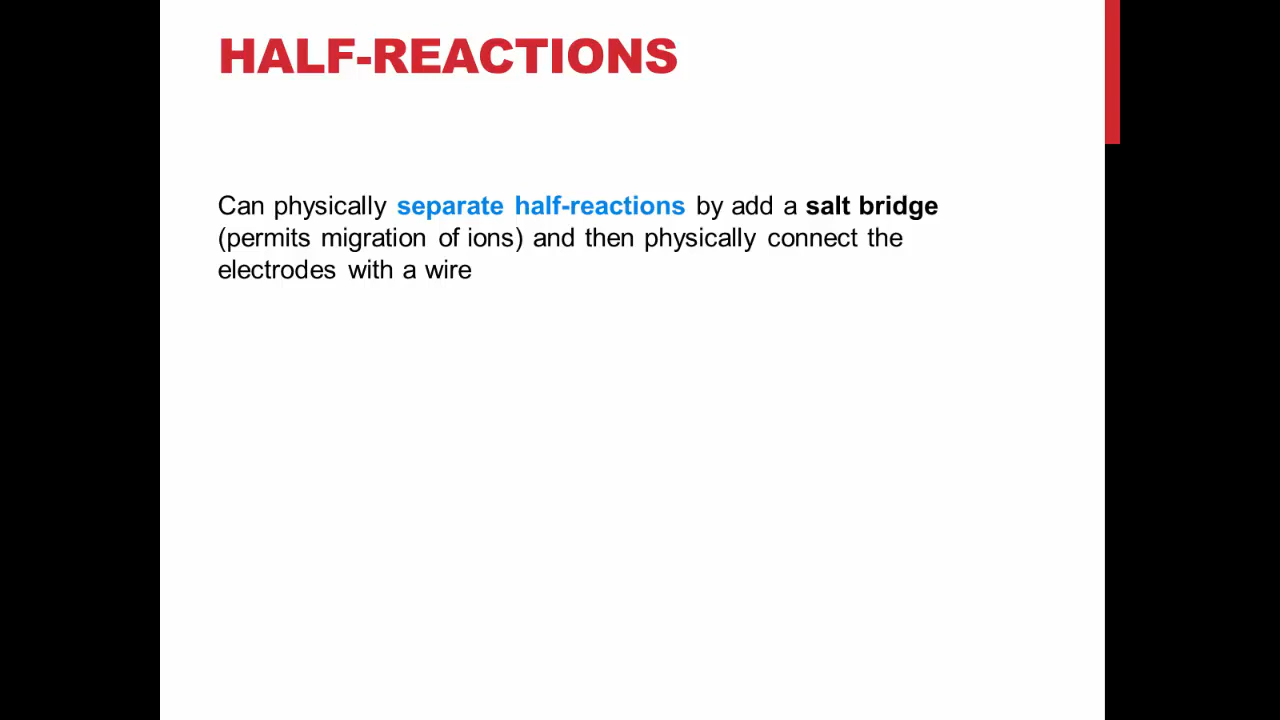 HALF-REACTIONS
Can physically separate half-reactions by add a salt bridge
(permits migration of ions) and then physically connect the
electrodes with a wire